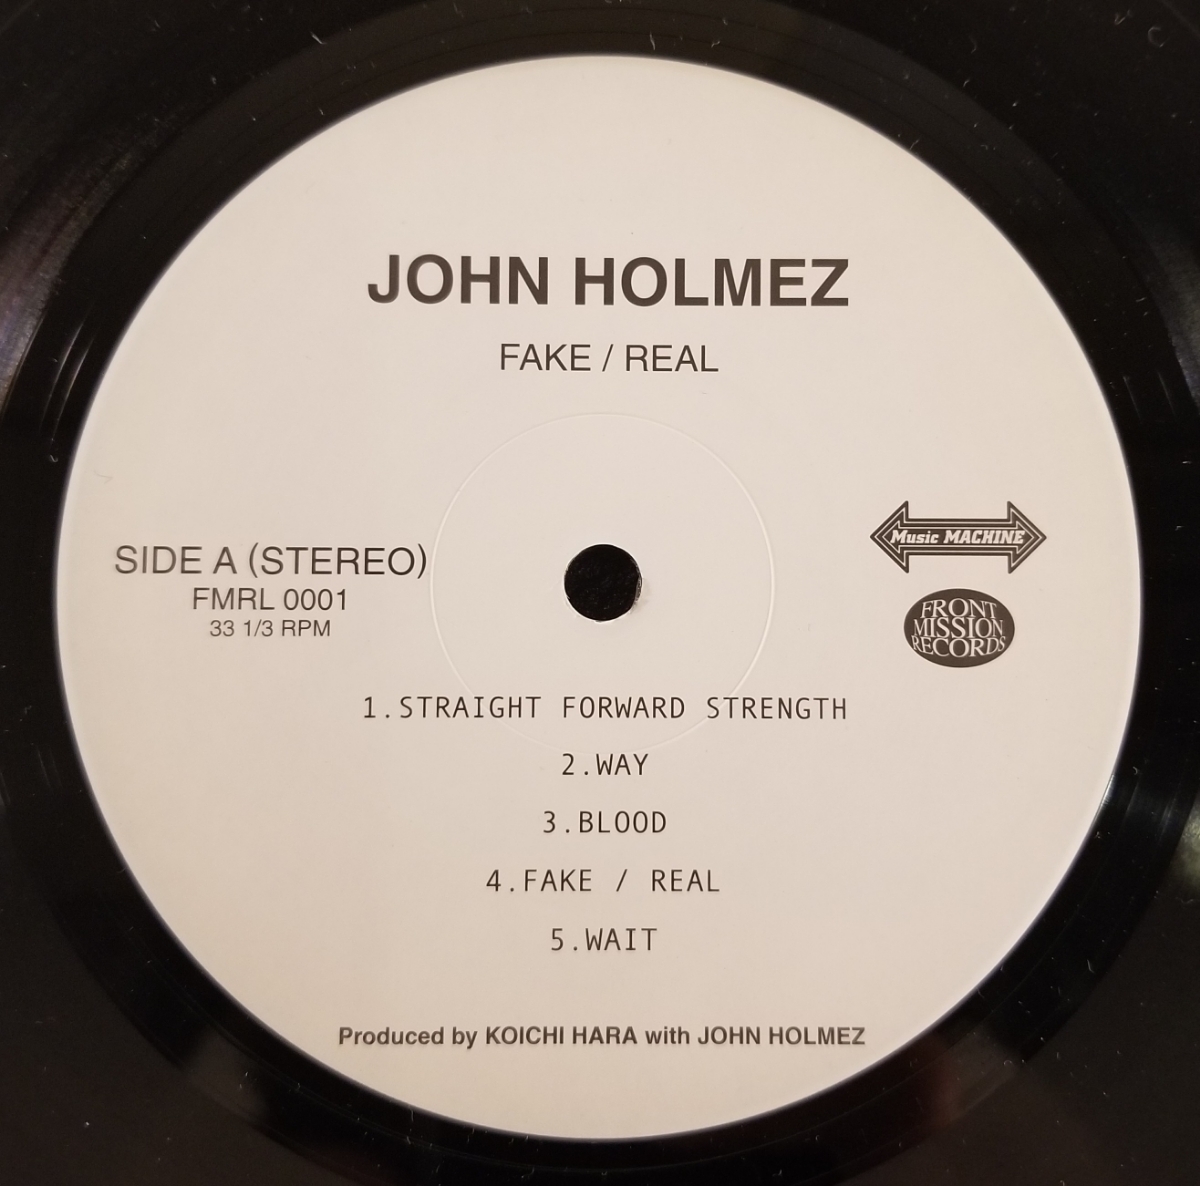 JOHN HOLMEZ
FAKE / REAL
SIDE A (STEREO)
FMRL 0001
33 1/3 RPM
Music MACHINE
FRONT
MISSION
RECORDS
1.STRAIGHT FORWARD STRENGTH
2.WAY
3.BLOOD
4.FAKE / REAL
5.WAIT
Produced by KOICHI HARA with JOHN HOLMEZ